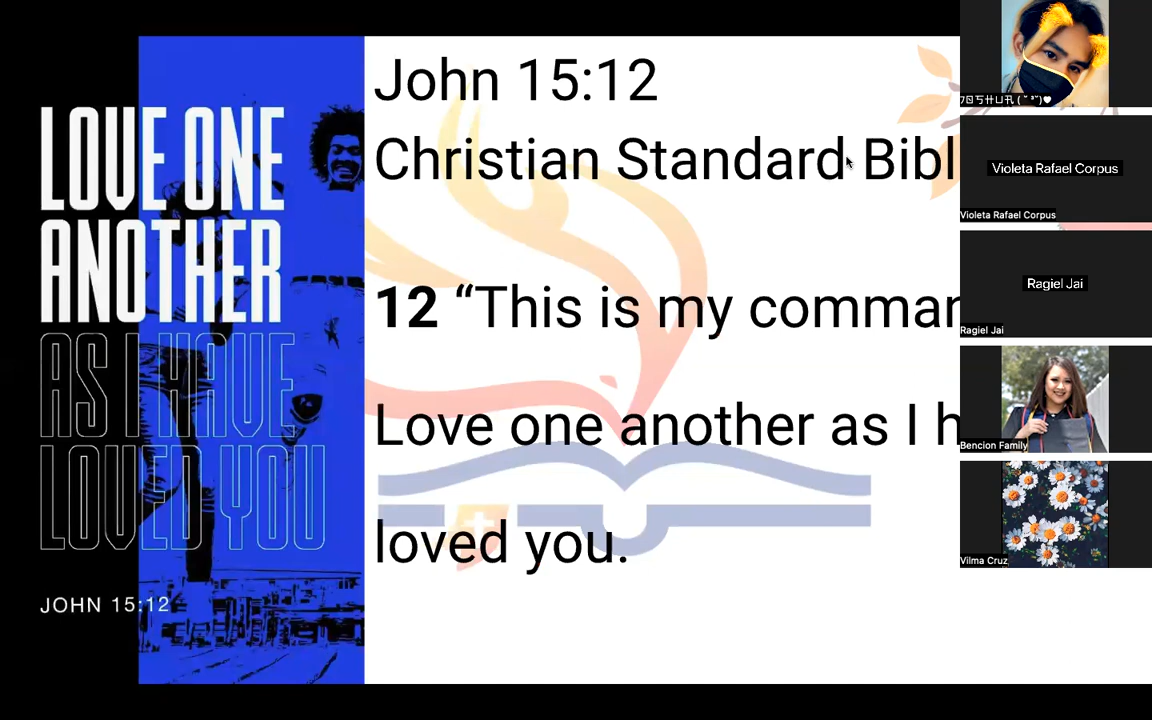 LOVE ONE
ANOTHER
AS I HAVE
LOVED YOU
JOHN 15:12
John 15:12
Christian Standard Bibl
12 “This is my comman
Love one another as I h
loved you.
Violeta Rafael Corpus
Violeta Rafael Corpus
Ragiel Jai
Ragiel Jai
Bencion Family
Vilma Cruz